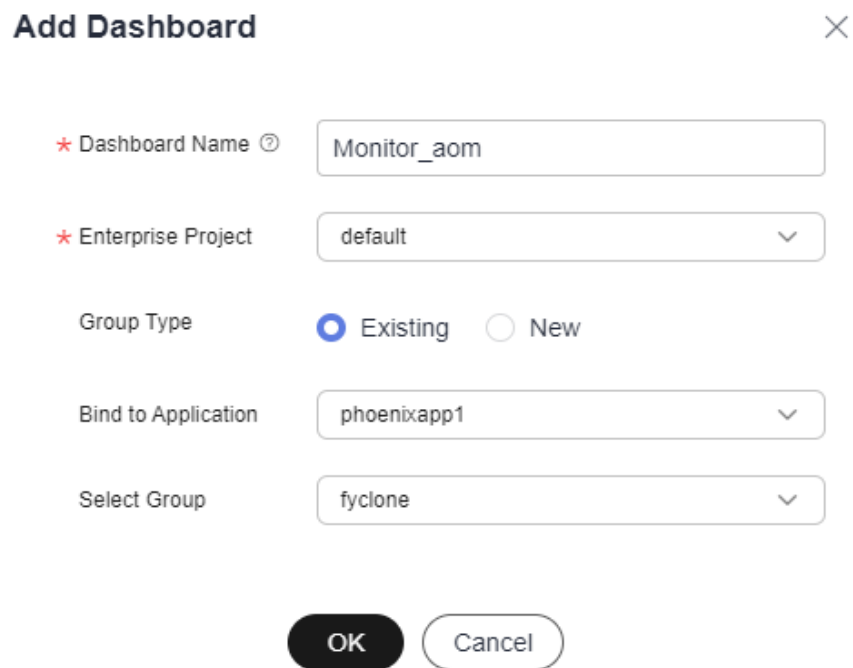 Add Dashboard
* Dashboard Name ?
Monitor_aom
* Enterprise Project
default
Group Type
Existing
New
Bind to Application
phoenixapp1
Select Group
fyclone
OK
Cancel